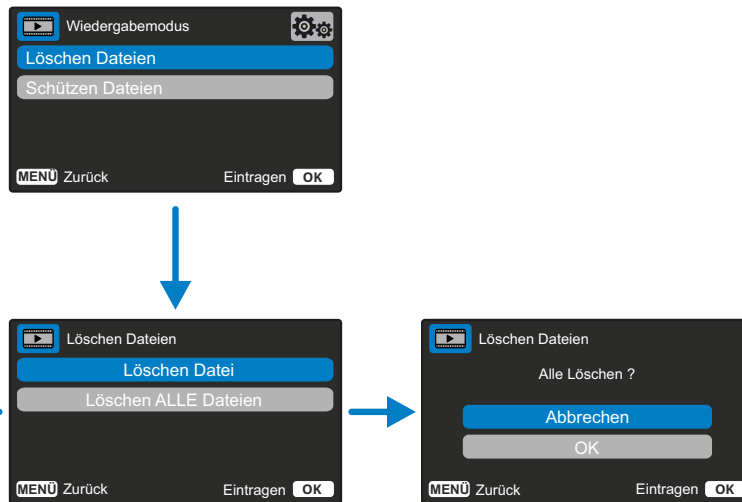 Wiedergabemodus
Löschen Dateien
Schützen Dateien
MENÜ Zurück Eintragen OK
Löschen Dateien
Löschen Datei
Löschen ALLE Dateien
MENÜ Zurück Eintragen OK
Löschen Dateien
Alle Löschen ?
Abbrechen
OK
MENÜ Zurück Eintragen OK